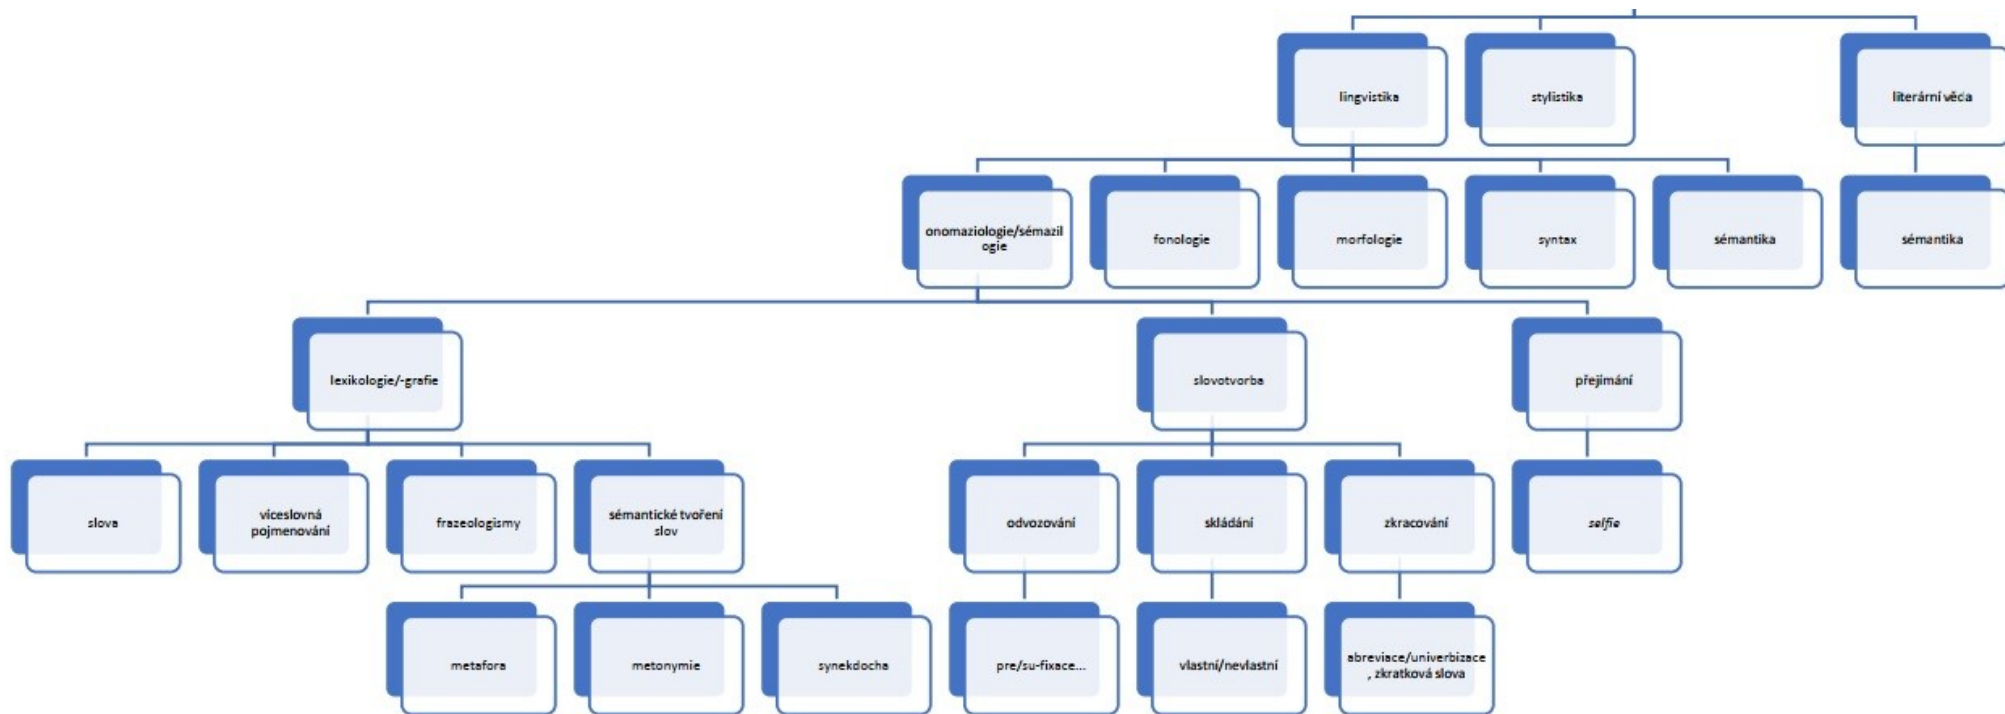 lingvistika
stylistika
literární věda
onomaziologie/sémazil
ogie
fonologie
morfologie
syntax
sémantika
sémantika
lexikologie/-grafie
slovotvorba
přejímání
slova
víceslovná
pojmenování
frazeologismy
sémantické tvoření
slov
odvozování
skládání
zkracování
selfie
metafora
metonymie
synekdocha
pre/su-fixace...
vlastní/nevlastní
abreviace/univerbizace
, zkratková slova